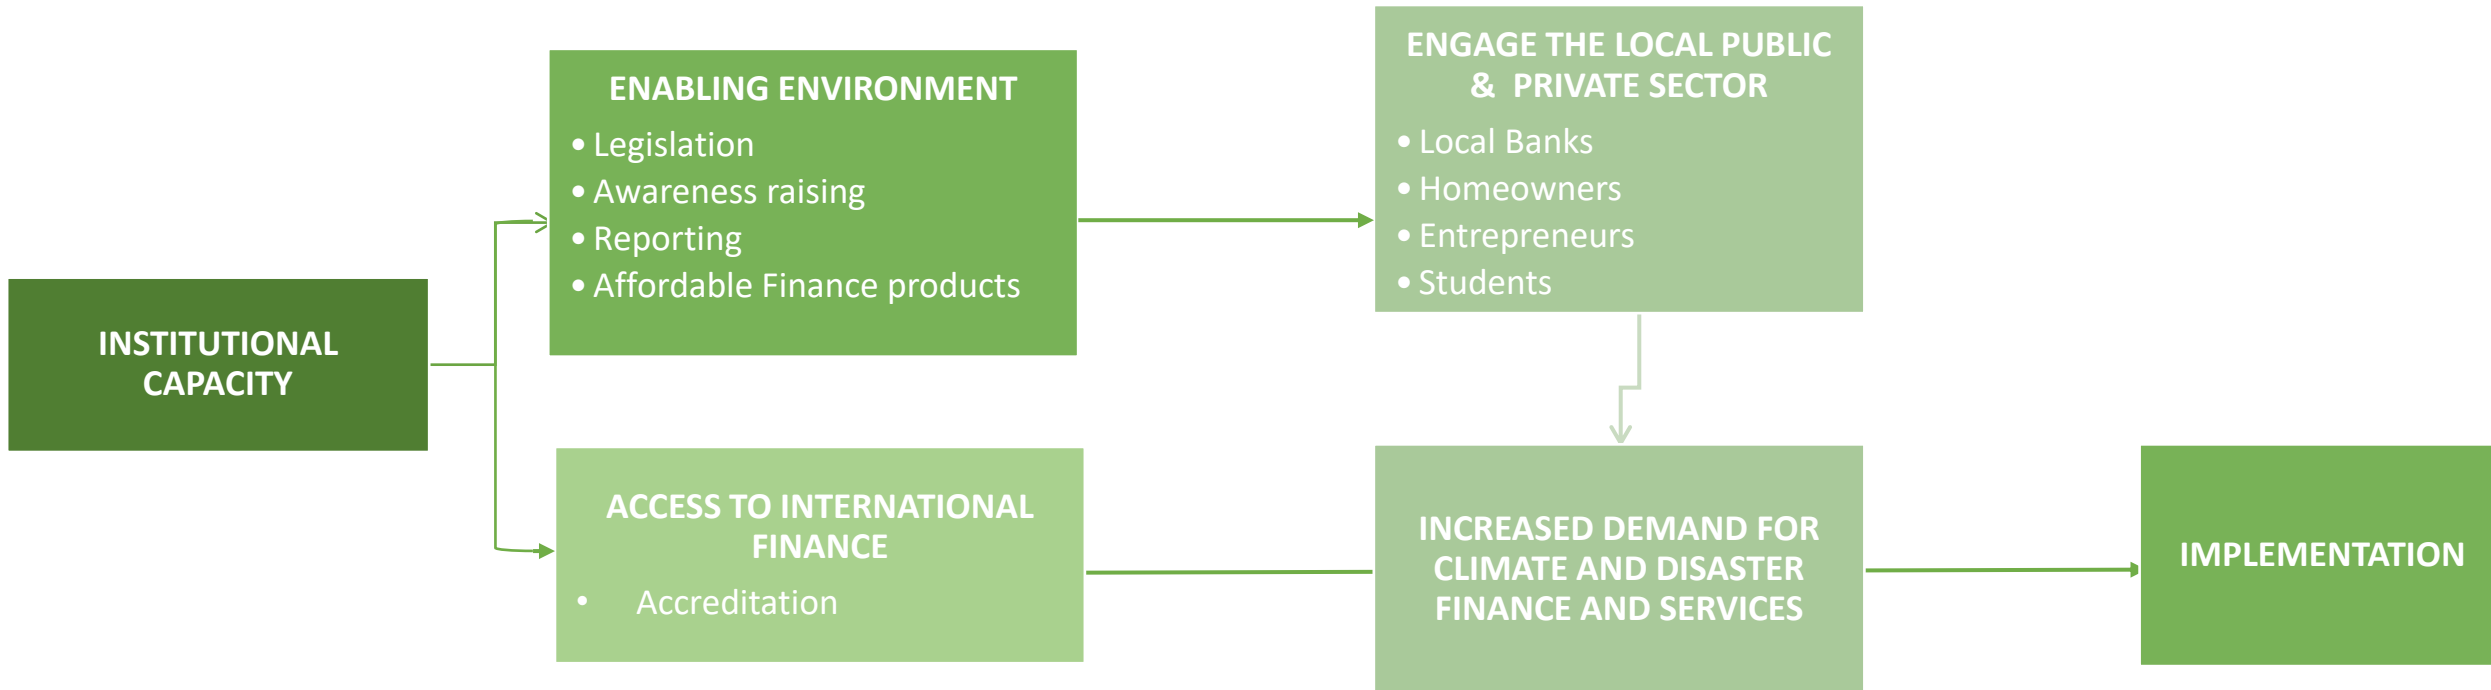 INSTITUTIONAL
CAPACITY
ENABLING ENVIRONMENT
• Legislation
• Awareness raising
• Reporting
• Affordable Finance products
ACCESS TO INTERNATIONAL
FINANCE
• Accreditation
ENGAGE THE LOCAL PUBLIC
& PRIVATE SECTOR
• Local Banks
• Homeowners
• Entrepreneurs
• Students
INCREASED DEMAND FOR
CLIMATE AND DISASTER
FINANCE AND SERVICES
IMPLEMENTATION